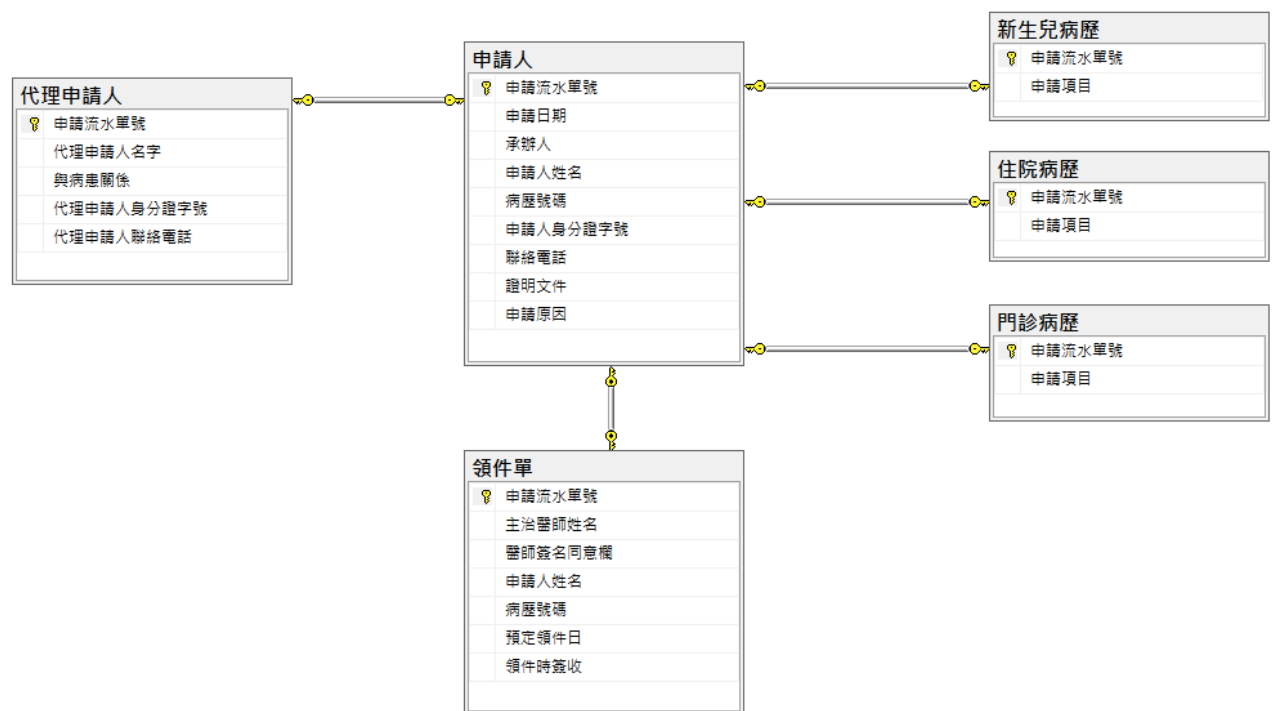 代理申請人
申請流水單號
代理申請人名字
與病患關係
代理申請人身分證字號
代理申請人聯絡電話
申請人
申請流水單號
申請日期
承辦人
申請人姓名
病歷號碼
申請人身分證字號
聯絡電話
證明文件
申請原因
新生兒病歷
申請流水單號
申請項目
住院病歷
申請流水單號
申請項目
門診病歷
申請流水單號
申請項目
領件單
申請流水單號
主治醫師姓名
醫師簽名同意欄
申請人姓名
病歷號碼
預定領件日
領件時簽收